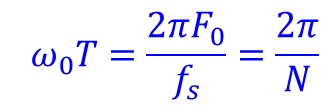 ω₀T = 2πF₀/fₛ = 2π/N